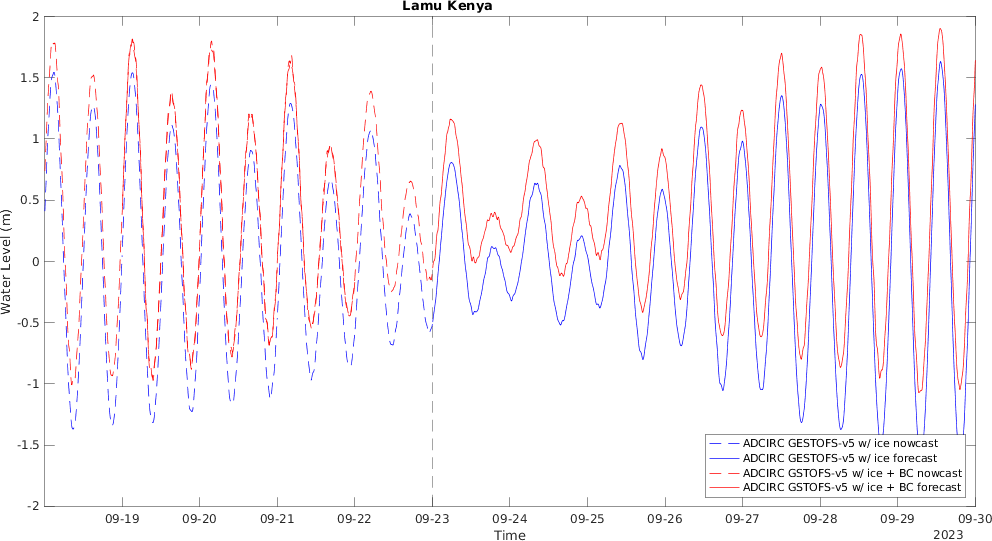 Lamu Kenya
2
1.5
1
0.5
0
-0.5
-1
-1.5
-2
Water Level (m)
ADCIRC GESTOFS-v5 w/ ice nowcast
ADCIRC GESTOFS-v5 w/ ice forecast
ADCIRC GSTOFS-v5 w/ ice + BC nowcast
ADCIRC GSTOFS-v5 w/ ice + BC forecast
09-19 09-20 09-21 09-22 09-23 09-24 09-25 09-26 09-27 09-28 09-29 09-30
Time
2023